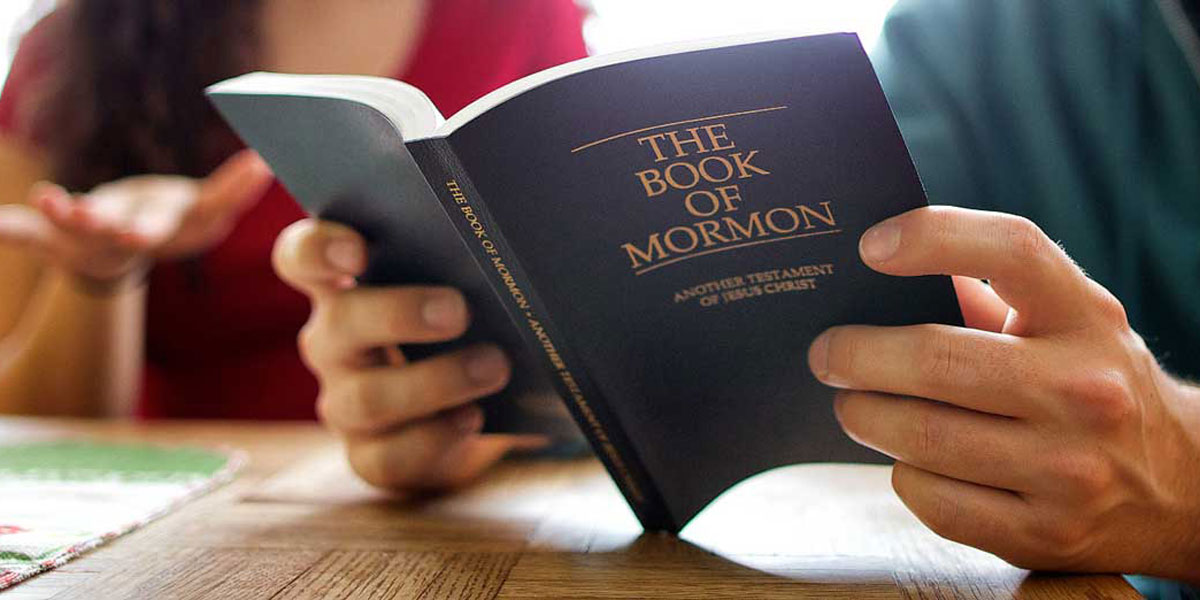 THE
BOOK
OF
MORMON
ANOTHER TESTAMENT
OF JESUS CHRIST
THE BOOK OF MORMON • ANOTHER TESTAMENT OF JESUS CHRIST